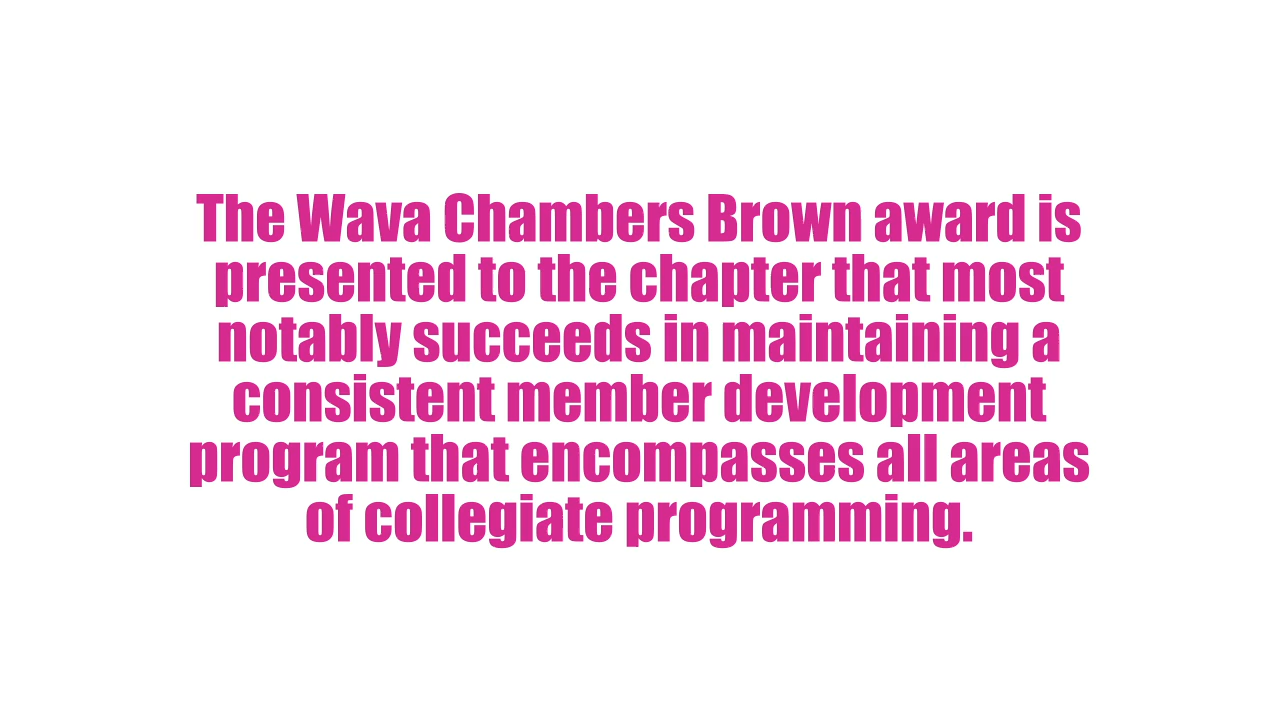 The Wava Chambers Brown award is
presented to the chapter that most
notably succeeds in maintaining a
consistent member development
program that encompasses all areas
of collegiate programming.